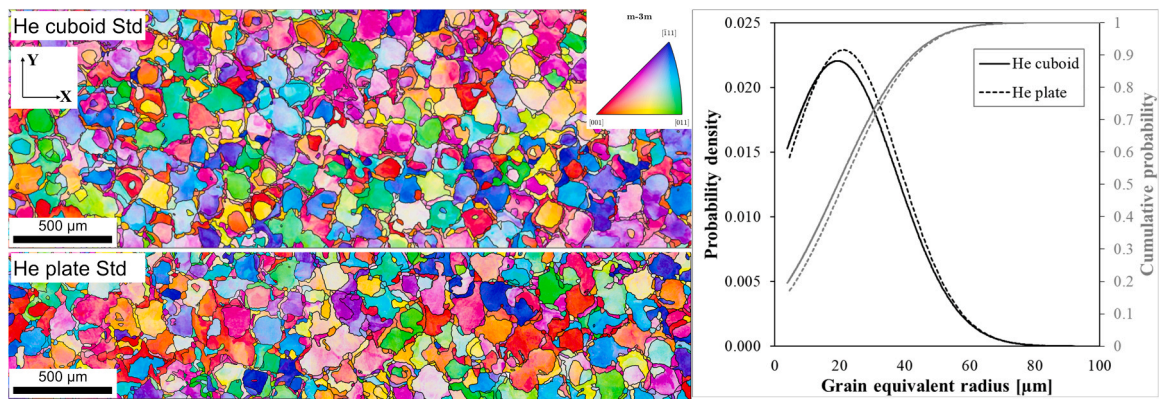 He cuboid Std
Y
X
500 µm
m-3m
[1̄11]
[001]
[011]
He plate Std
500 µm
Probability density
0.025
0.020
0.015
0.010
0.005
0.000
0
20
40
60
80
100
Grain equivalent radius [µm]
He cuboid
He plate
1
0.9
0.8
0.7
0.6
0.5
0.4
0.3
0.2
0.1
0
Cumulative probability